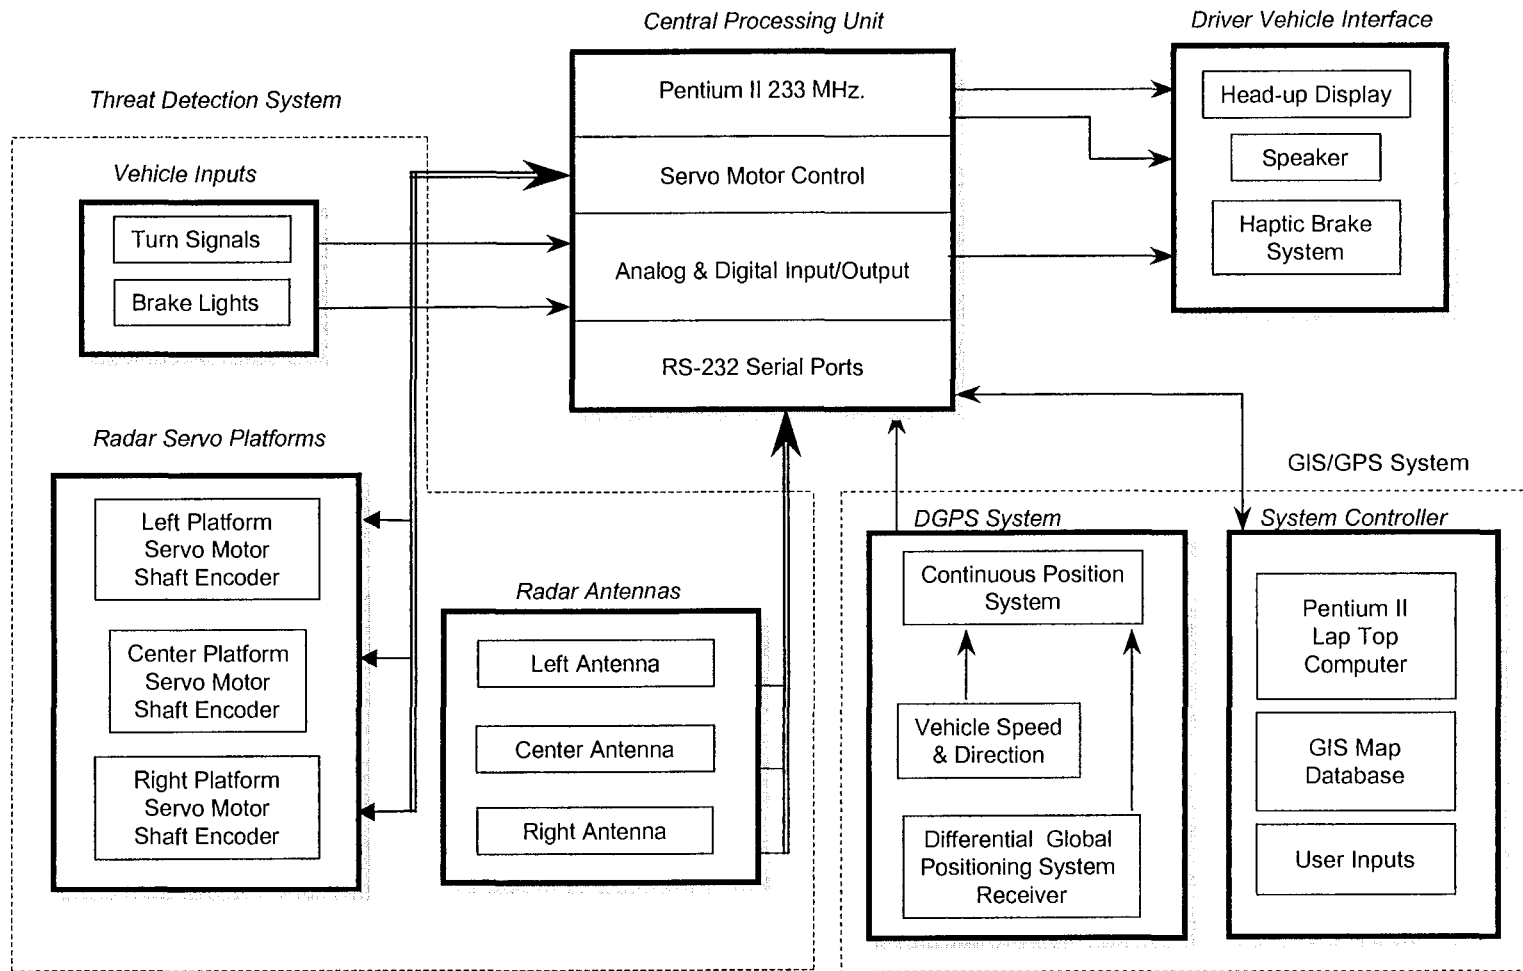 Central Processing Unit
Pentium II 233 MHz.
Servo Motor Control
Analog & Digital Input/Output
RS-232 Serial Ports
Driver Vehicle Interface
Head-up Display
Speaker
Haptic Brake
System
Threat Detection System
Vehicle Inputs
Turn Signals
Brake Lights
Radar Servo Platforms
Left Platform
Servo Motor
Shaft Encoder
Center Platform
Servo Motor
Shaft Encoder
Right Platform
Servo Motor
Shaft Encoder
Radar Antennas
Left Antenna
Center Antenna
Right Antenna
GIS/GPS System
DGPS System
Continuous Position
System
Vehicle Speed
& Direction
Differential Global
Positioning System
Receiver
System Controller
Pentium II
Lap Top
Computer
GIS Map
Database
User Inputs